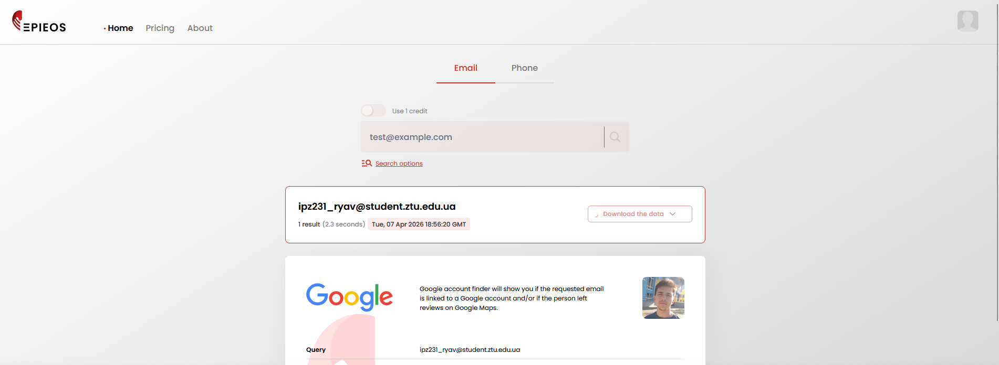 EPIEOS
Home Pricing About
Email Phone
Use 1 credit
test@example.com
Search options
ipz231_ryav@student.ztu.edu.ua
1 result (2.3 seconds) Tue, 07 Apr 2026 18:56:20 GMT
Download the data
Google
Google account finder will show you if the requested email
is linked to a Google account and/or if the person left
reviews on Google Maps.
Query ipz231_ryav@student.ztu.edu.ua